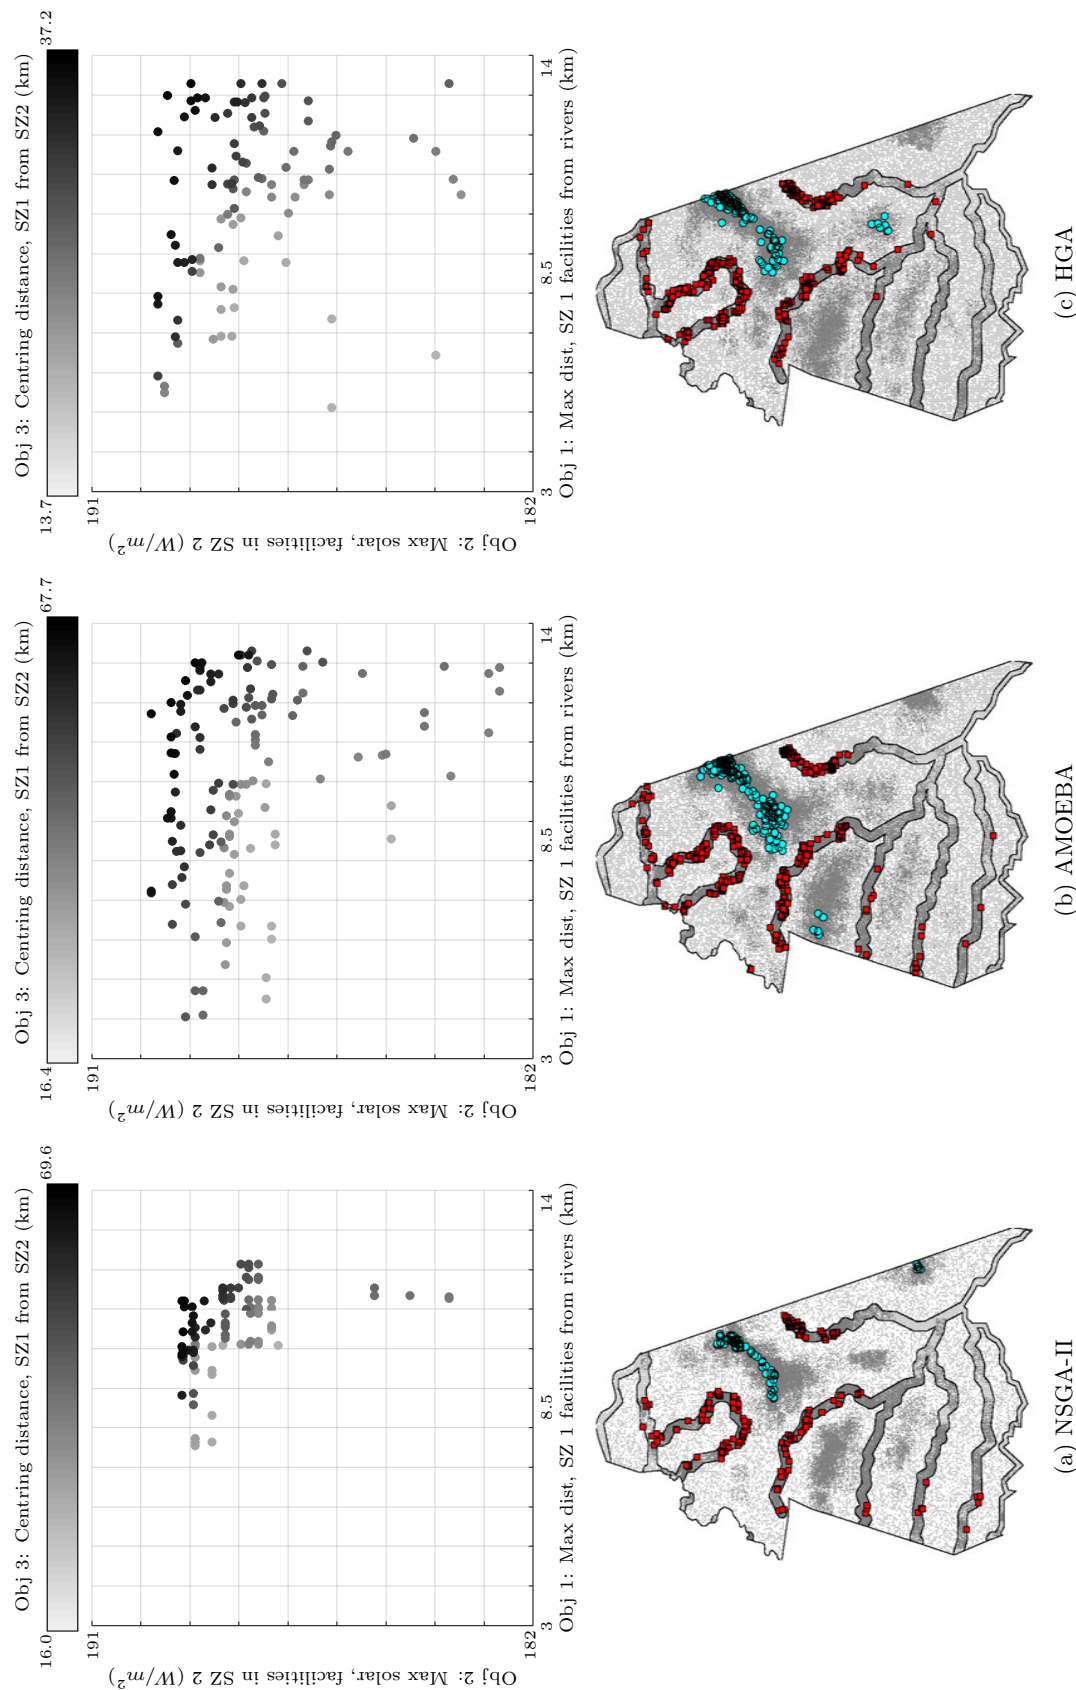 Obj 3: Centring distance, SZ1 from SZ2 (km)
16.0
69.6
191
182
Obj 2: Max solar, facilities in SZ 2 (W/m²)
3
8.5
14
Obj 1: Max dist, SZ 1 facilities from rivers (km)
(a) NSGA-II
Obj 3: Centring distance, SZ1 from SZ2 (km)
16.4
67.7
191
182
Obj 2: Max solar, facilities in SZ 2 (W/m²)
3
8.5
14
Obj 1: Max dist, SZ 1 facilities from rivers (km)
(b) AMOEBA
Obj 3: Centring distance, SZ1 from SZ2 (km)
13.7
37.2
191
182
Obj 2: Max solar, facilities in SZ 2 (W/m²)
3
8.5
14
Obj 1: Max dist, SZ 1 facilities from rivers (km)
(c) HGA